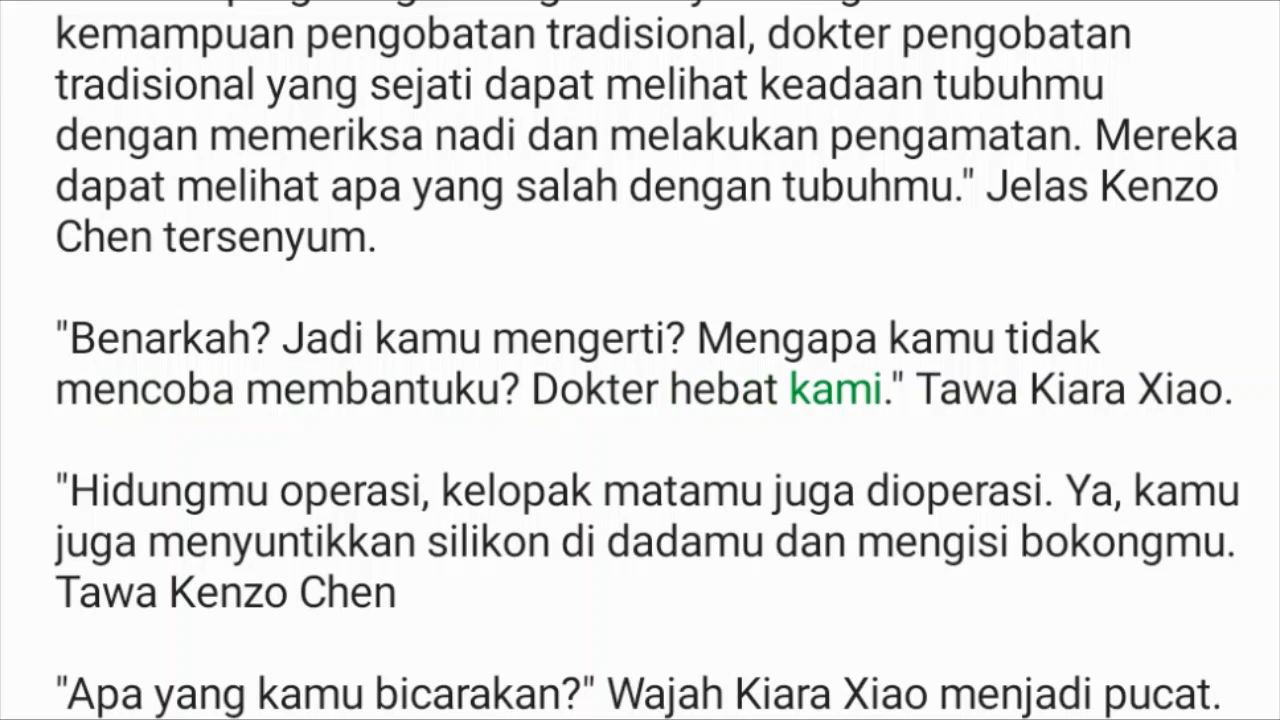 kemampuan pengobatan tradisional, dokter pengobatan
tradisional yang sejati dapat melihat keadaan tubuhmu
dengan memeriksa nadi dan melakukan pengamatan. Mereka
dapat melihat apa yang salah dengan tubuhmu." Jelas Kenzo
Chen tersenyum.
"Benarkah? Jadi kamu mengerti? Mengapa kamu tidak
mencoba membantuku? Dokter hebat kami." Tawa Kiara Xiao.
"Hidungmu operasi, kelopak matamu juga dioperasi. Ya, kamu
juga menyuntikkan silikon di dadamu dan mengisi bokongmu.
Tawa Kenzo Chen
"Apa yang kamu bicarakan?" Wajah Kiara Xiao menjadi pucat.